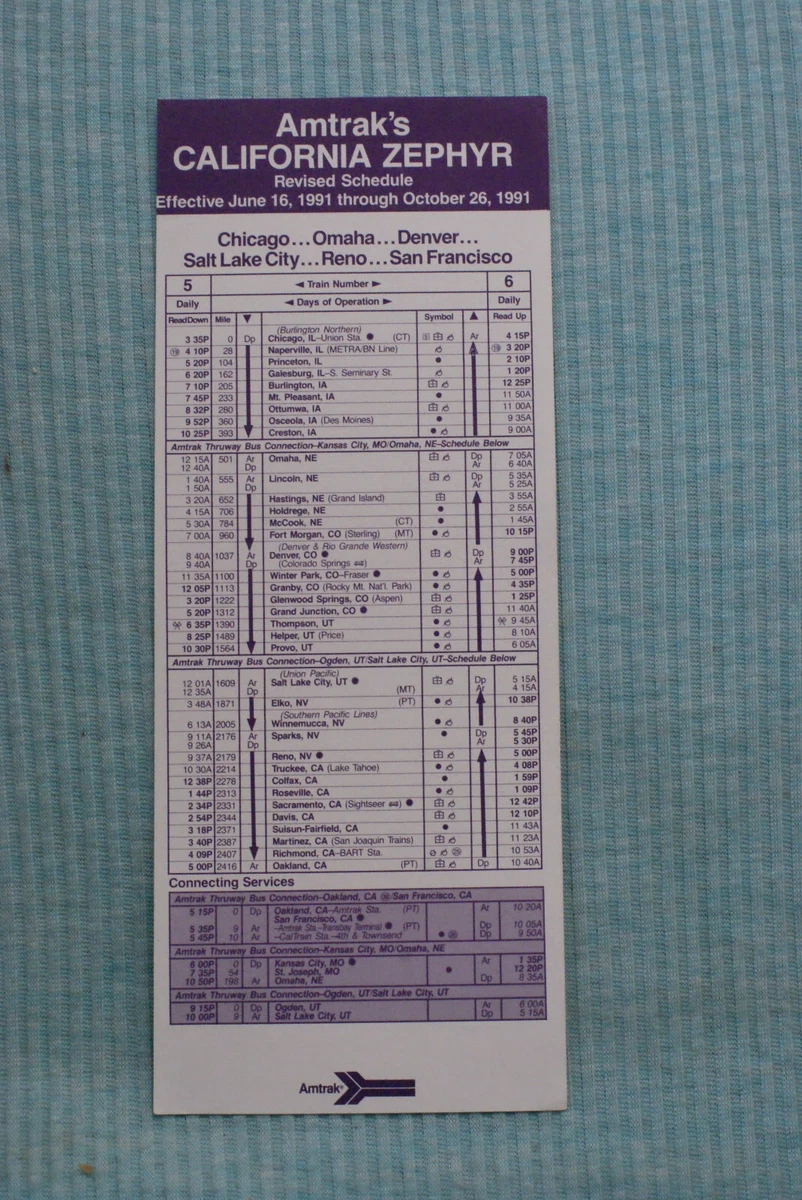 Amtrak's
CALIFORNIA ZEPHYR
Revised Schedule
Effective June 16, 1991 through October 26, 1991
Chicago...Omaha...Denver...
Salt Lake City...Reno...San Francisco
5 ◄ Train Number ► 6
Daily ◄ Days of Operation ► Daily
Read Down Mile ▼ Symbol ▲ Read Up
(Burlington Northern)
3 35P 0 Dp Chicago, IL–Union Sta. ● (CT) Ar 4 15P
4 10P 28 Naperville, IL (METRA/BN Line) 3 20P
5 20P 104 Princeton, IL ● 2 10P
6 20P 162 Galesburg, IL–S. Seminary St. 1 20P
7 10P 205 Burlington, IA 12 25P
7 45P 233 Mt. Pleasant, IA ● 11 50A
8 32P 280 Ottumwa, IA 11 00A
9 52P 360 Osceola, IA (Des Moines) ● 9 35A
10 25P 393 Creston, IA ● 9 00A
Amtrak Thruway Bus Connection–Kansas City, MO/Omaha, NE–Schedule Below
12 15A 501 Ar Omaha, NE Dp 7 05A
12 40A Dp Ar 6 40A
1 40A 555 Ar Lincoln, NE Dp 5 35A
1 50A Dp Ar 5 25A
3 20A 652 Hastings, NE (Grand Island) 3 55A
4 15A 706 Holdrege, NE ● 2 55A
5 30A 784 McCook, NE (CT) ● 1 45A
7 00A 960 Fort Morgan, CO (Sterling) (MT) ● 10 15P
(Denver & Rio Grande Western)
8 40A 1037 Ar Denver, CO ● Dp 9 00P
9 40A Dp (Colorado Springs) Ar 7 45P
11 35A 1100 Winter Park, CO–Fraser ● ● 5 00P
12 05P 1113 Granby, CO (Rocky Mt. Nat'l. Park) ● 4 35P
3 20P 1222 Glenwood Springs, CO (Aspen) 1 25P
5 20P 1312 Grand Junction, CO ● 11 40A
6 35P 1390 Thompson, UT ● 9 45A
8 25P 1489 Helper, UT (Price) ● 8 10A
10 30P 1564 Provo, UT ● 6 05A
Amtrak Thruway Bus Connection–Ogden, UT/Salt Lake City, UT–Schedule Below
(Union Pacific)
12 01A 1609 Ar Salt Lake City, UT ● Dp 5 15A
12 35A Dp (MT) Ar 4 15A
3 48A 1871 Elko, NV (PT) ● 10 38P
(Southern Pacific Lines)
6 13A 2005 Winnemucca, NV ● 8 40P
9 11A 2176 Ar Sparks, NV ● Dp 5 45P
9 26A Dp Ar 5 30P
9 37A 2179 Reno, NV ● 5 00P
10 30A 2214 Truckee, CA (Lake Tahoe) ● 4 08P
12 38P 2278 Colfax, CA ● 1 59P
1 44P 2313 Roseville, CA ● 1 09P
2 34P 2331 Sacramento, CA (Sightseer) ● 12 42P
2 54P 2344 Davis, CA 12 10P
3 18P 2371 Suisun-Fairfield, CA ● 11 43A
3 40P 2387 Martinez, CA (San Joaquin Trains) 11 23A
4 09P 2407 Richmond, CA–BART Sta. 10 53A
5 00P 2416 Ar Oakland, CA (PT) Dp 10 40A
Connecting Services
Amtrak Thruway Bus Connection–Oakland, CA San Francisco, CA
5 15P 0 Dp Oakland, CA–Amtrak Sta. (PT) Ar 10 20A
San Francisco, CA ●
5 35P 9 Ar –Amtrak Sta.–Transbay Terminal ● (PT) Dp 10 05A
5 45P 10 Ar –CalTrain Sta.–4th & Townsend ● Dp 9 50A
Amtrak Thruway Bus Connection–Kansas City, MO/Omaha, NE
6 00P 0 Dp Kansas City, MO ● Ar 1 35P
7 35P 54 St. Joseph, MO ● 12 20P
10 50P 198 Ar Omaha, NE Dp 8 35A
Amtrak Thruway Bus Connection–Ogden, UT/Salt Lake City, UT
9 15P 0 Dp Ogden, UT Ar 6 00A
10 00P 9 Ar Salt Lake City, UT Dp 5 15A
Amtrak®